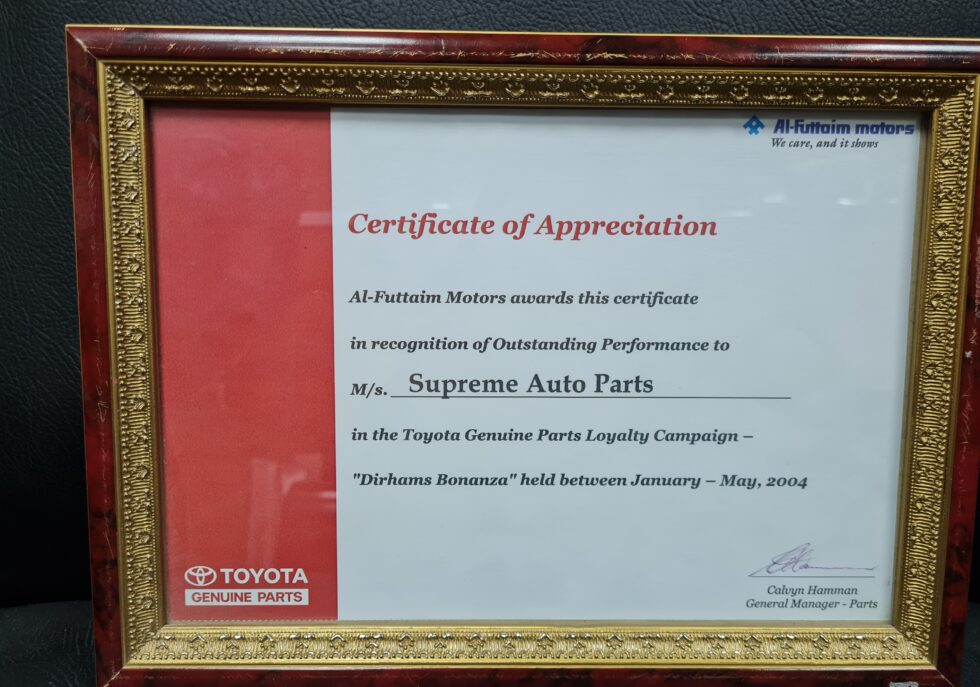 Al-Futtaim motors
We care, and it shows
Certificate of Appreciation
Al-Futtaim Motors awards this certificate
in recognition of Outstanding Performance to
M/s. Supreme Auto Parts
in the Toyota Genuine Parts Loyalty Campaign –
"Dirhams Bonanza" held between January – May, 2004
TOYOTA
GENUINE PARTS
Calvyn Hamman
General Manager - Parts